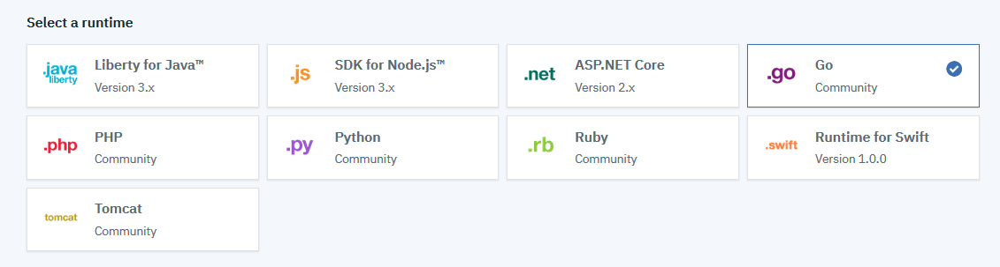 Select a runtime
.java
liberty
Liberty for Java™
Version 3.x
.js
SDK for Node.js™
Version 3.x
.net
ASP.NET Core
Version 2.x
.go
Go
Community
.php
PHP
Community
.py
Python
Community
.rb
Ruby
Community
.swift
Runtime for Swift
Version 1.0.0
tomcat
Tomcat
Community